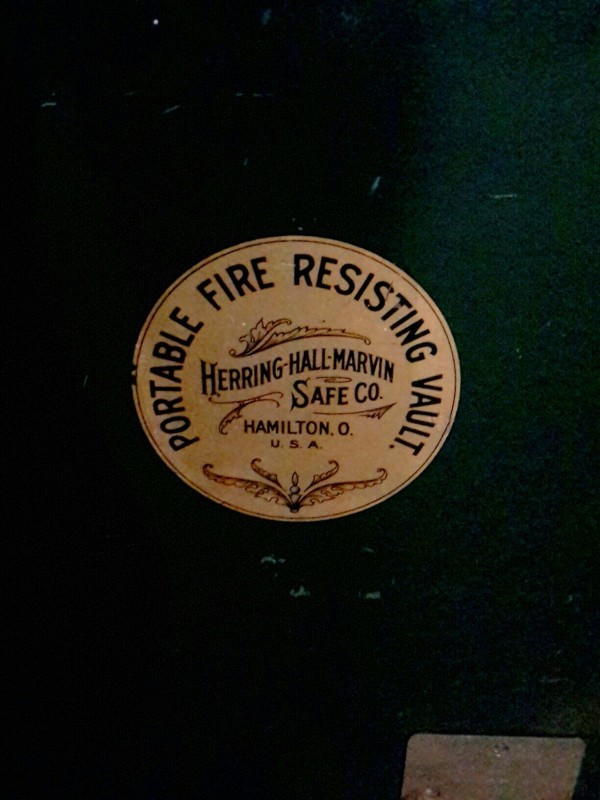 PORTABLE FIRE RESISTING VAULT.
HERRING-HALL-MARVIN
SAFE CO.
HAMILTON, O.
U. S. A.